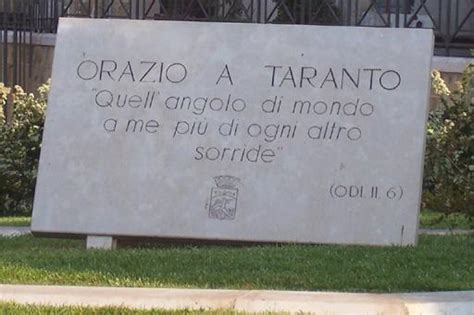 ORAZIO A TARANTO
"Quell'angolo di mondo
a me più di ogni altro
sorride"
(ODI. II. 6)